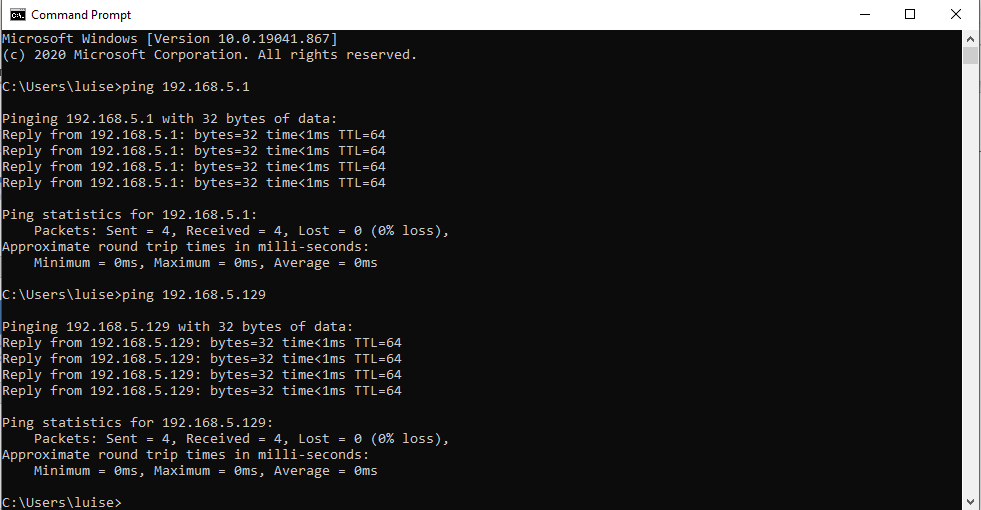 Command Prompt
Microsoft Windows [Version 10.0.19041.867]
(c) 2020 Microsoft Corporation. All rights reserved.
C:\Users\luise>ping 192.168.5.1
Pinging 192.168.5.1 with 32 bytes of data:
Reply from 192.168.5.1: bytes=32 time<1ms TTL=64
Reply from 192.168.5.1: bytes=32 time<1ms TTL=64
Reply from 192.168.5.1: bytes=32 time<1ms TTL=64
Reply from 192.168.5.1: bytes=32 time<1ms TTL=64
Ping statistics for 192.168.5.1:
    Packets: Sent = 4, Received = 4, Lost = 0 (0% loss),
Approximate round trip times in milli-seconds:
    Minimum = 0ms, Maximum = 0ms, Average = 0ms
C:\Users\luise>ping 192.168.5.129
Pinging 192.168.5.129 with 32 bytes of data:
Reply from 192.168.5.129: bytes=32 time<1ms TTL=64
Reply from 192.168.5.129: bytes=32 time<1ms TTL=64
Reply from 192.168.5.129: bytes=32 time<1ms TTL=64
Reply from 192.168.5.129: bytes=32 time<1ms TTL=64
Ping statistics for 192.168.5.129:
    Packets: Sent = 4, Received = 4, Lost = 0 (0% loss),
Approximate round trip times in milli-seconds:
    Minimum = 0ms, Maximum = 0ms, Average = 0ms
C:\Users\luise>